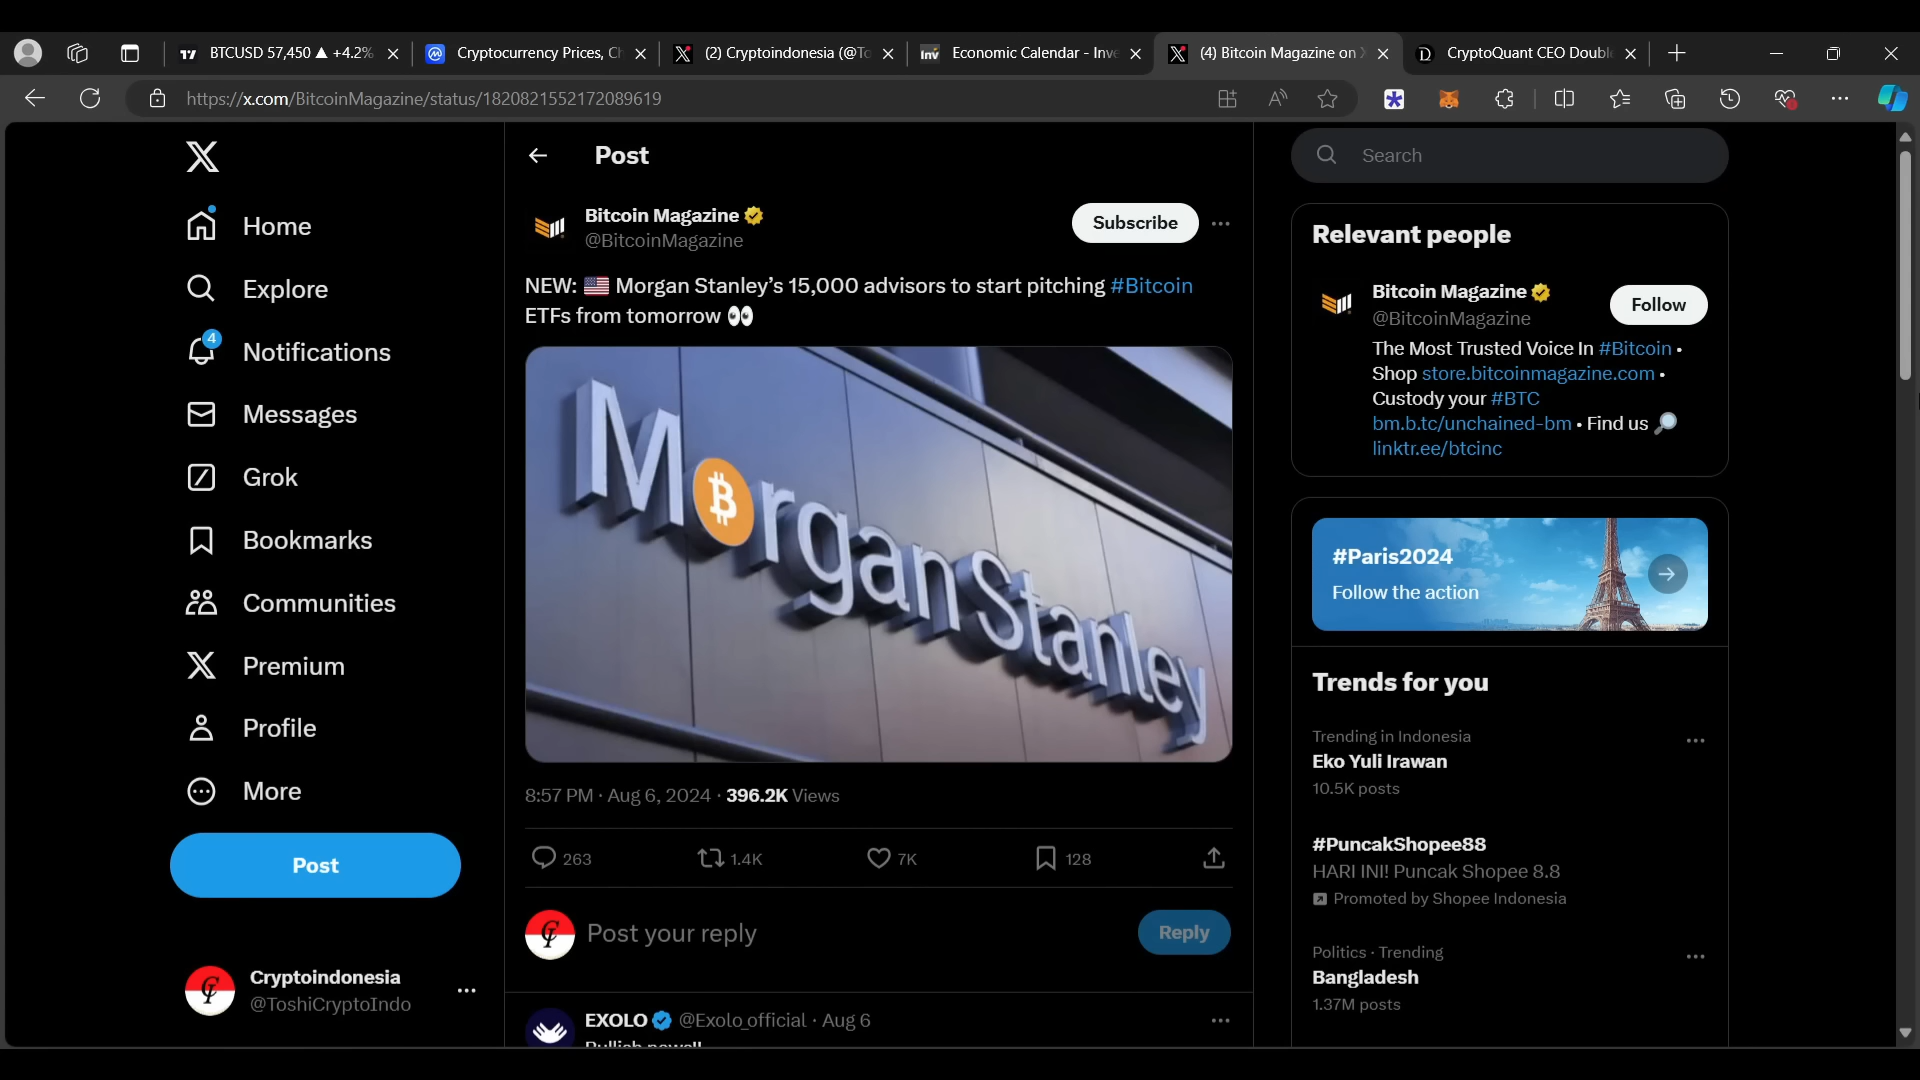 BTCUSD 57,450 ▲ +4.2%
Cryptocurrency Prices, Ch
(2) Cryptoindonesia (@To
Inv
Economic Calendar - Inve
(4) Bitcoin Magazine on X
CryptoQuant CEO Double
https://x.com/BitcoinMagazine/status/1820821552172089619
Home
Explore
4
Notifications
Messages
Grok
Bookmarks
Communities
Premium
Profile
More
Post
Cryptoindonesia
@ToshiCryptoIndo
Post
Bitcoin Magazine
@BitcoinMagazine
Subscribe
NEW: 🇺🇸 Morgan Stanley’s 15,000 advisors to start pitching #Bitcoin
ETFs from tomorrow 👀
M₿rganStanley
8:57 PM · Aug 6, 2024 · 396.2K Views
263
1.4K
7K
128
Post your reply
Reply
EXOLO @Exolo_official · Aug 6
Search
Relevant people
Bitcoin Magazine
@BitcoinMagazine
Follow
The Most Trusted Voice In #Bitcoin •
Shop store.bitcoinmagazine.com •
Custody your #BTC
bm.b.tc/unchained-bm • Find us 🔎
linktr.ee/btcinc
#Paris2024
Follow the action
Trends for you
Trending in Indonesia
Eko Yuli Irawan
10.5K posts
#PuncakShopee88
HARI INI! Puncak Shopee 8.8
Promoted by Shopee Indonesia
Politics · Trending
Bangladesh
1.37M posts